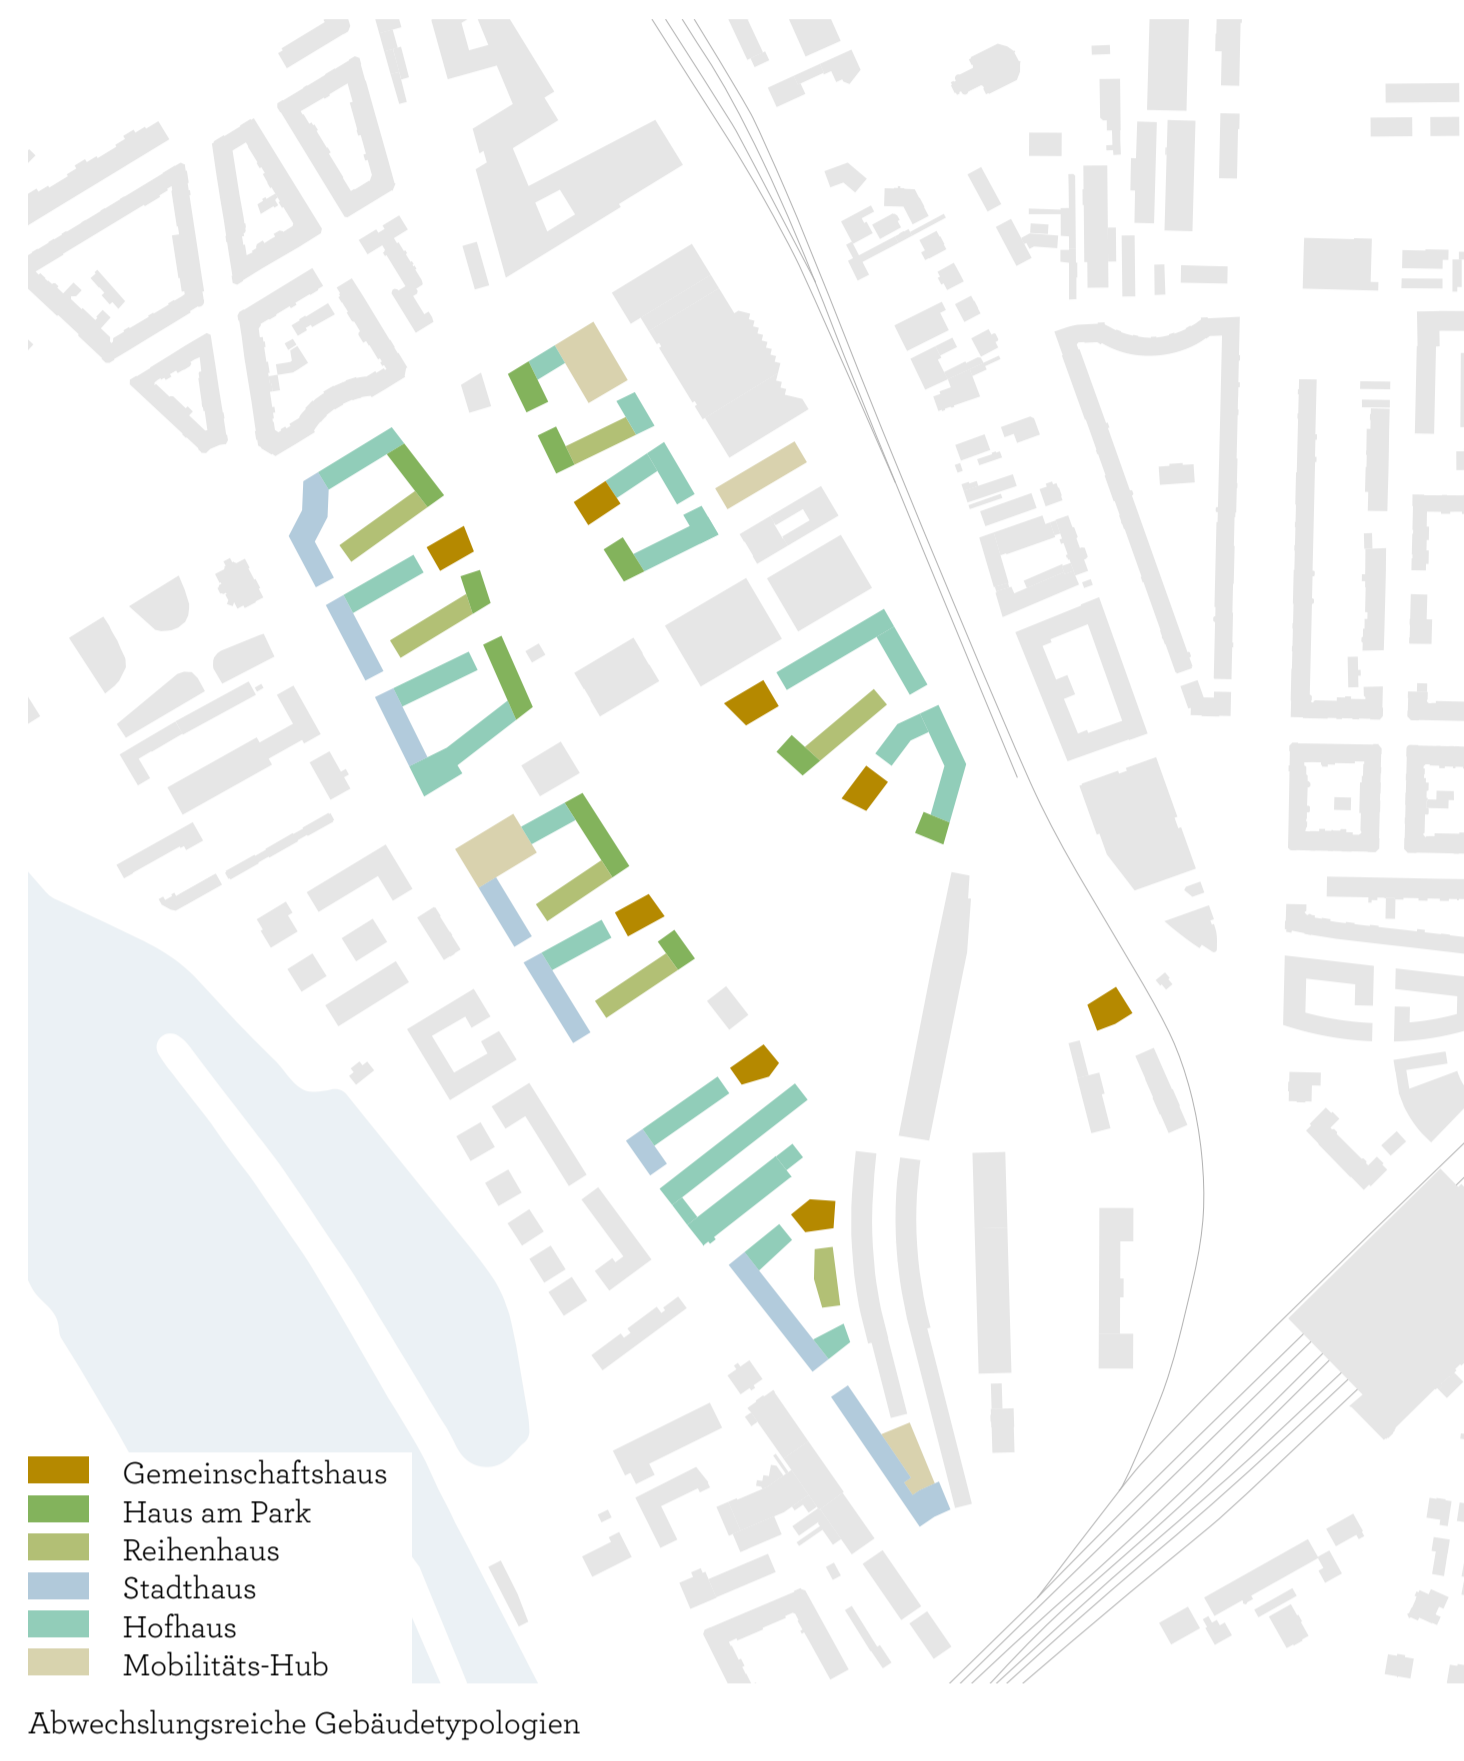 Gemeinschaftshaus
Haus am Park
Reihenhaus
Stadthaus
Hofhaus
Mobilitäts-Hub
Abwechslungsreiche Gebäudetypologien